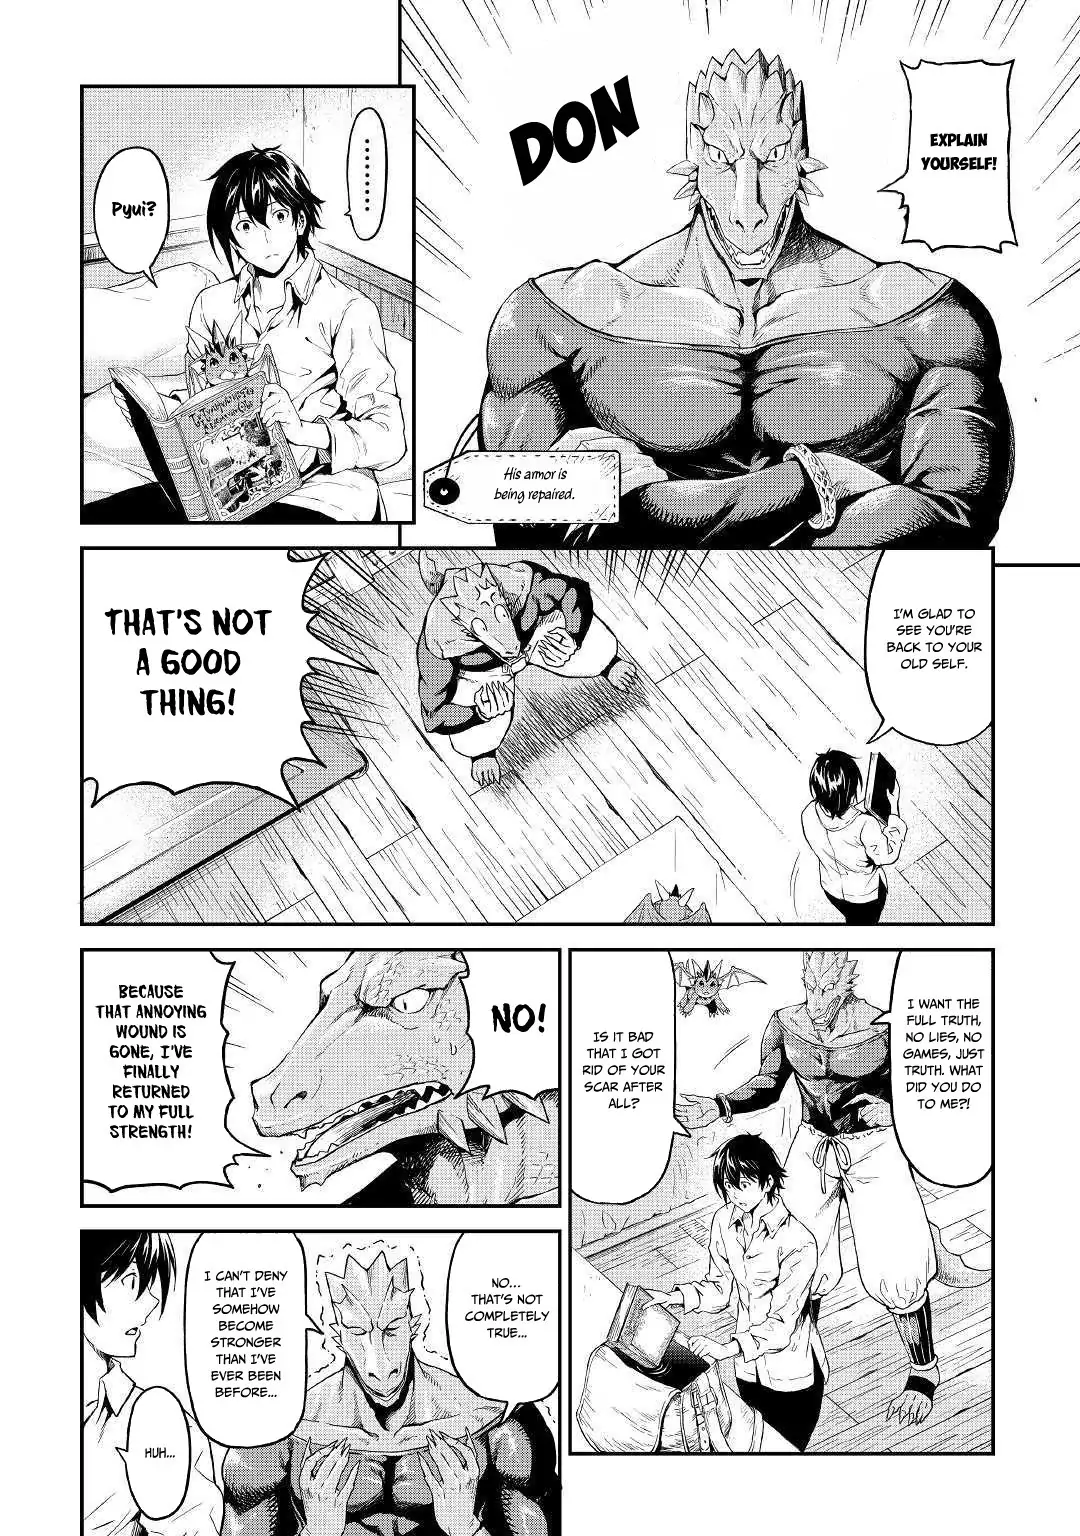 EXPLAIN
YOURSELF!
DON
His armor is
being repaired.
.........
Pyui?
I'M GLAD TO
SEE YOU'RE
BACK TO YOUR
OLD SELF.
THAT'S NOT
A GOOD
THING!
I WANT THE
FULL TRUTH,
NO LIES, NO
GAMES, JUST
TRUTH. WHAT
DID YOU DO
TO ME?!
IS IT BAD
THAT I GOT
RID OF YOUR
SCAR AFTER
ALL?
NO!
BECAUSE
THAT ANNOYING
WOUND IS
GONE, I'VE
FINALLY
RETURNED
TO MY FULL
STRENGTH!
NO...
THAT'S NOT
COMPLETELY
TRUE...
I CAN'T DENY
THAT I'VE
SOMEHOW
BECOME
STRONGER
THAN I'VE
EVER BEEN
BEFORE...
HUH...